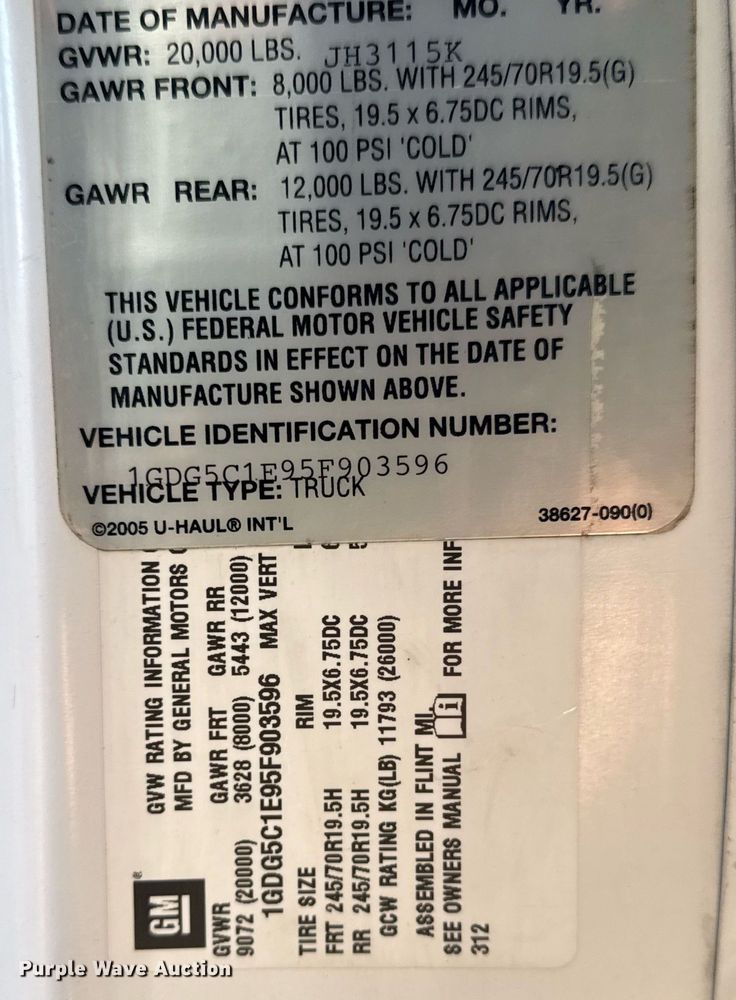 DATE OF MANUFACTURE: MO. YR.
GVWR: 20,000 LBS. JH3115K
GAWR FRONT: 8,000 LBS. WITH 245/70R19.5(G)
TIRES, 19.5 x 6.75DC RIMS,
AT 100 PSI 'COLD'
GAWR REAR: 12,000 LBS. WITH 245/70R19.5(G)
TIRES, 19.5 x 6.75DC RIMS,
AT 100 PSI 'COLD'
THIS VEHICLE CONFORMS TO ALL APPLICABLE
(U.S.) FEDERAL MOTOR VEHICLE SAFETY
STANDARDS IN EFFECT ON THE DATE OF
MANUFACTURE SHOWN ABOVE.
VEHICLE IDENTIFICATION NUMBER:
1GDG5C1E95F903596
VEHICLE TYPE: TRUCK
©2005 U-HAUL® INT'L 38627-090(0)
GM®
GVW RATING INFORMATION
MFD BY GENERAL MOTORS
GVWR GAWR FRT GAWR RR
9072 (20000) 3628 (8000) 5443 (12000)
1GDG5C1E95F903596 MAX VERT
TIRE SIZE RIM
FRT 245/70R19.5H 19.5X6.75DC
RR 245/70R19.5H 19.5X6.75DC
GCW RATING KG(LB) 11793 (26000)
ASSEMBLED IN FLINT MI.
SEE OWNERS MANUAL i FOR MORE INF
312
Purple Wave Auction